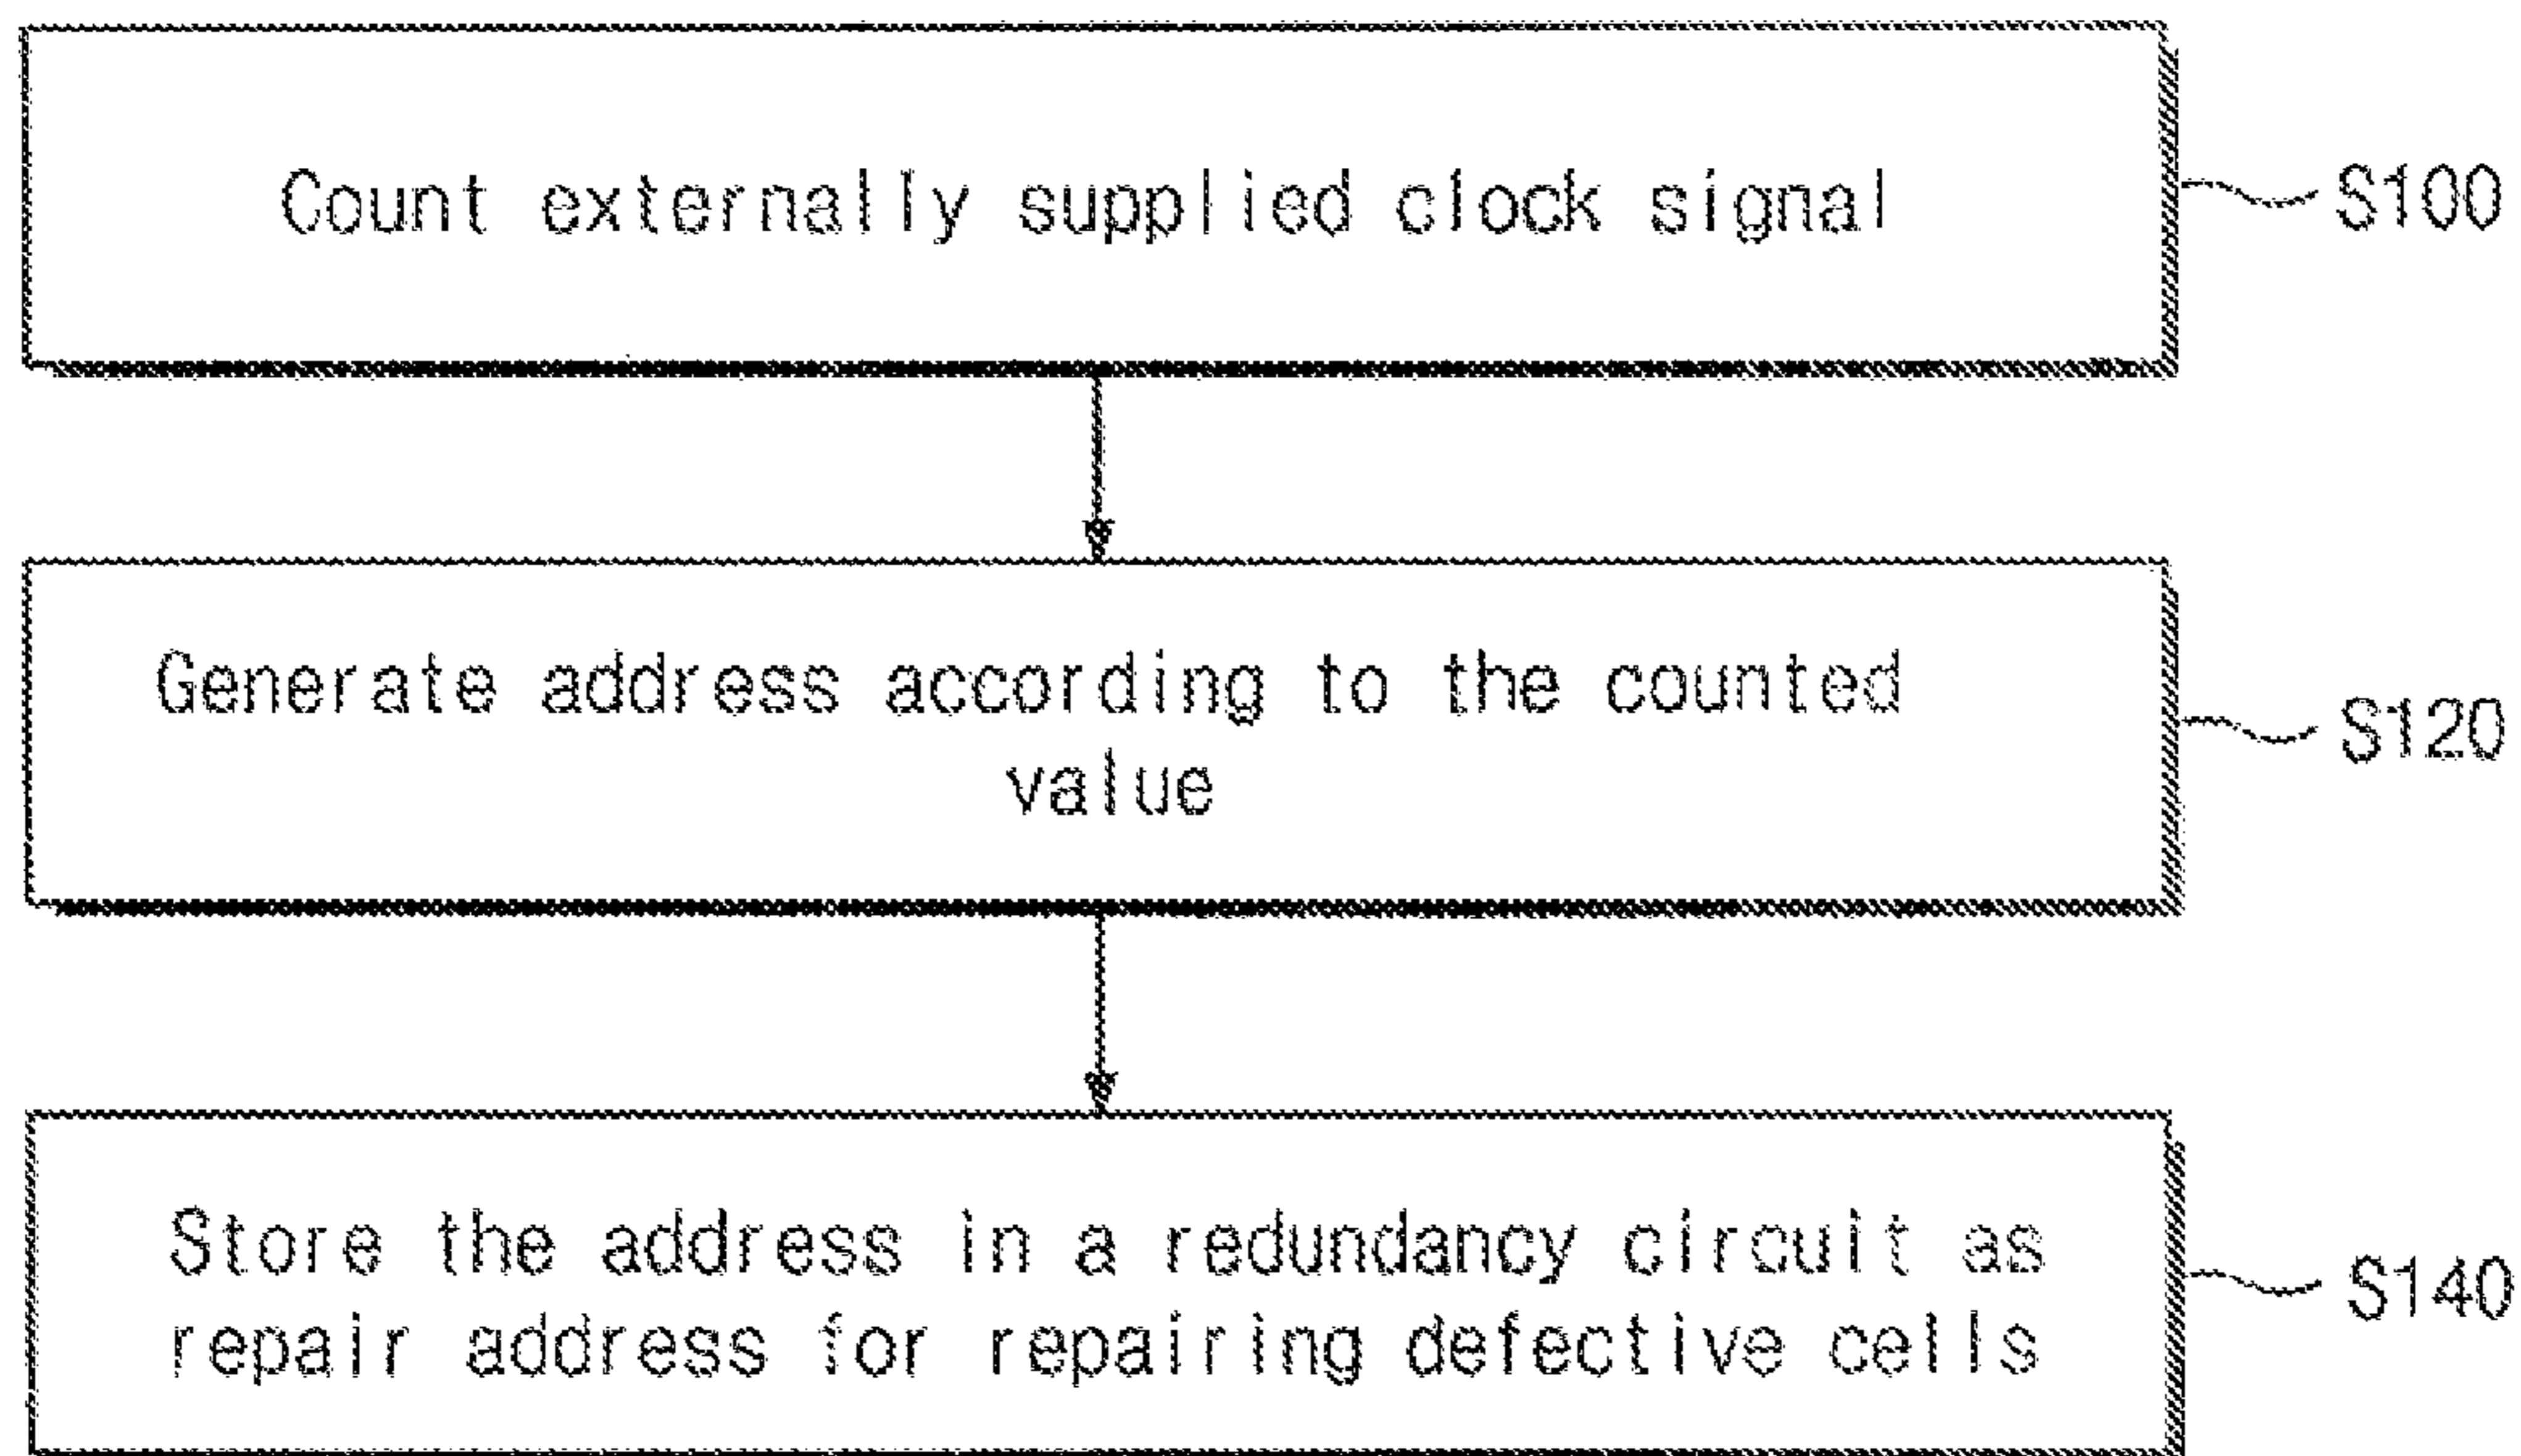 Count externally supplied clock signal
S100
Generate address according to the counted
value
S120
Store the address in a redundancy circuit as
repair address for repairing defective cells
S140